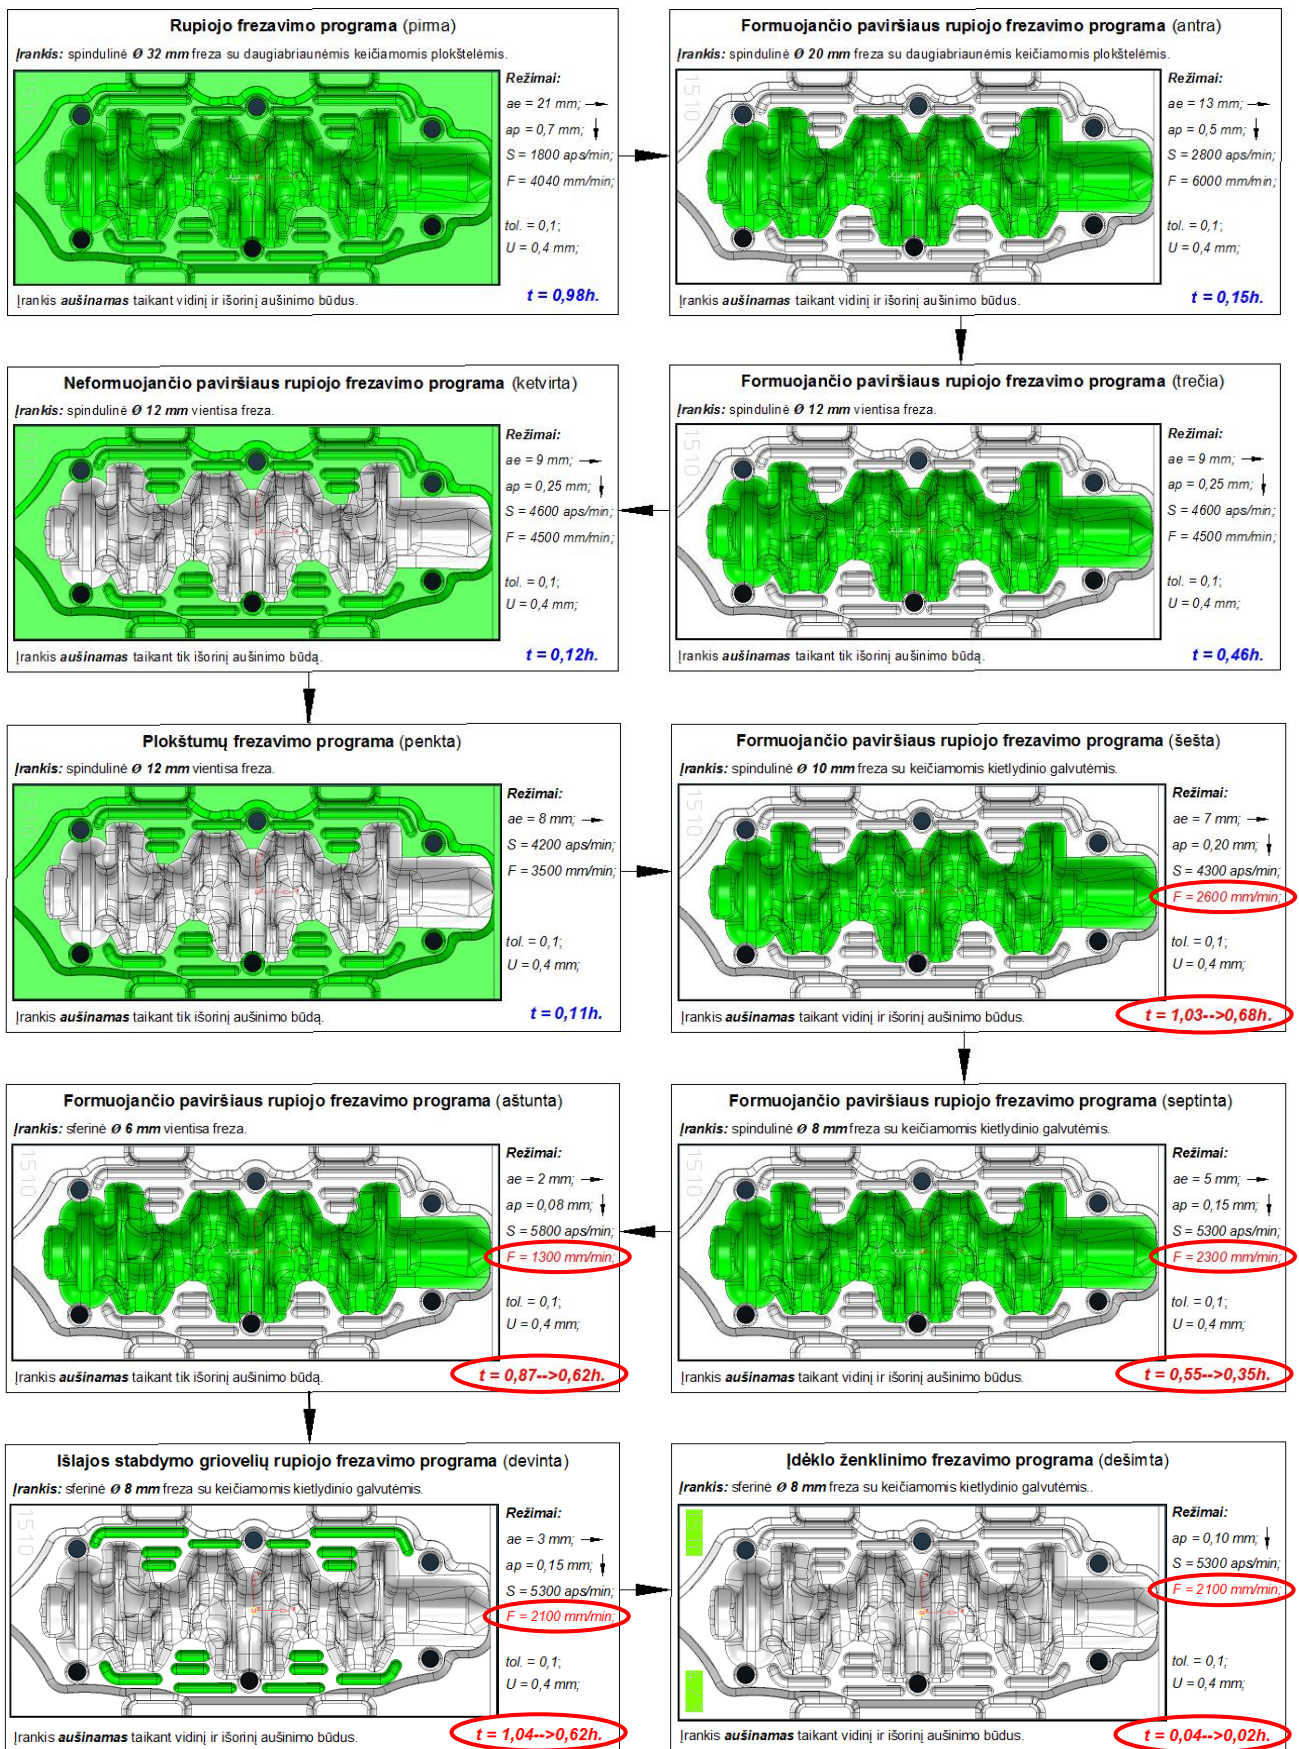 Rupiojo frezavimo programa (pirma)
Įrankis: spindulinė Ø 32 mm freza su daugiabriaunėmis keičiamomis plokštelėmis.
1510
Režimai:
ae = 21 mm;
ap = 0,7 mm;
S = 1800 aps/min;
F = 4040 mm/min;
tol. = 0,1;
U = 0,4 mm;
Įrankis aušinamas taikant vidinį ir išorinį aušinimo būdus.
t = 0,98h.
Formuojančio paviršiaus rupiojo frezavimo programa (antra)
Įrankis: spindulinė Ø 20 mm freza su daugiabriaunėmis keičiamomis plokštelėmis.
1510
Režimai:
ae = 13 mm;
ap = 0,5 mm;
S = 2800 aps/min;
F = 6000 mm/min;
tol. = 0,1;
U = 0,4 mm;
Įrankis aušinamas taikant vidinį ir išorinį aušinimo būdus.
t = 0,15h.
Neformuojančio paviršiaus rupiojo frezavimo programa (ketvirta)
Įrankis: spindulinė Ø 12 mm vientisa freza.
1510
Režimai:
ae = 9 mm;
ap = 0,25 mm;
S = 4600 aps/min;
F = 4500 mm/min;
tol. = 0,1;
U = 0,4 mm;
Įrankis aušinamas taikant tik išorinį aušinimo būdą.
t = 0,12h.
Formuojančio paviršiaus rupiojo frezavimo programa (trečia)
Įrankis: spindulinė Ø 12 mm vientisa freza.
1510
Režimai:
ae = 9 mm;
ap = 0,25 mm;
S = 4600 aps/min;
F = 4500 mm/min;
tol. = 0,1;
U = 0,4 mm;
Įrankis aušinamas taikant tik išorinį aušinimo būdą.
t = 0,46h.
Plokštumų frezavimo programa (penkta)
Įrankis: spindulinė Ø 12 mm vientisa freza.
1510
Režimai:
ae = 8 mm;
S = 4200 aps/min;
F = 3500 mm/min;
tol. = 0,1;
U = 0,4 mm;
Įrankis aušinamas taikant tik išorinį aušinimo būdą.
t = 0,11h.
Formuojančio paviršiaus rupiojo frezavimo programa (šešta)
Įrankis: spindulinė Ø 10 mm freza su keičiamomis kietlydinio galvutėmis.
1510
Režimai:
ae = 7 mm;
ap = 0,20 mm;
S = 4300 aps/min;
F = 2600 mm/min;
tol. = 0,1;
U = 0,4 mm;
Įrankis aušinamas taikant vidinį ir išorinį aušinimo būdus.
t = 1,03-->0,68h.
Formuojančio paviršiaus rupiojo frezavimo programa (aštunta)
Įrankis: sferinė Ø 6 mm vientisa freza.
1510
Režimai:
ae = 2 mm;
ap = 0,08 mm;
S = 5800 aps/min;
F = 1300 mm/min;
tol. = 0,1;
U = 0,4 mm;
Įrankis aušinamas taikant tik išorinį aušinimo būdą.
t = 0,87-->0,62h.
Formuojančio paviršiaus rupiojo frezavimo programa (septinta)
Įrankis: spindulinė Ø 8 mm freza su keičiamomis kietlydinio galvutėmis.
1510
Režimai:
ae = 5 mm;
ap = 0,15 mm;
S = 5300 aps/min;
F = 2300 mm/min;
tol. = 0,1;
U = 0,4 mm;
Įrankis aušinamas taikant vidinį ir išorinį aušinimo būdus.
t = 0,55-->0,35h.
Išlajos stabdymo griovelių rupiojo frezavimo programa (devinta)
Įrankis: sferinė Ø 8 mm freza su keičiamomis kietlydinio galvutėmis.
1510
Režimai:
ae = 3 mm;
ap = 0,15 mm;
S = 5300 aps/min;
F = 2100 mm/min;
tol. = 0,1;
U = 0,4 mm;
Įrankis aušinamas taikant vidinį ir išorinį aušinimo būdus.
t = 1,04-->0,62h.
Įdėklo ženklinimo frezavimo programa (dešimta)
Įrankis: sferinė Ø 8 mm freza su keičiamomis kietlydinio galvutėmis..
Režimai:
ap = 0,10 mm;
S = 5300 aps/min;
F = 2100 mm/min;
tol. = 0,1;
U = 0,4 mm;
Įrankis aušinamas taikant vidinį ir išorinį aušinimo būdus.
t = 0,04-->0,02h.